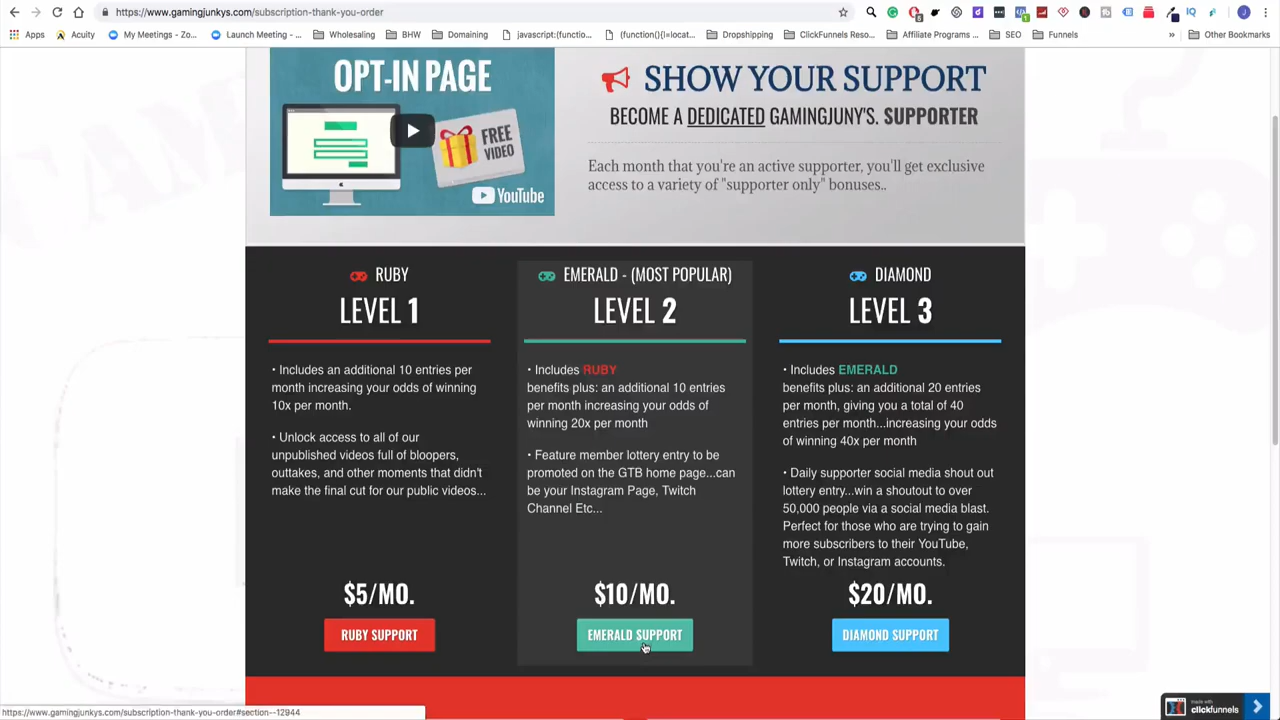 https://www.gamingjunkys.com/subscription-thank-you-order
Apps Acuity My Meetings - Zo... Launch Meeting - ... Wholesaling BHW Domaining javascript:(functio... (function(){l=locat... Dropshipping ClickFunnels Reso... Affiliate Programs ... SEO Funnels » Other Bookmarks
OPT-IN PAGE
FREE
VIDEO
YouTube
SHOW YOUR SUPPORT
BECOME A DEDICATED GAMINGJUNY'S. SUPPORTER
Each month that you're an active supporter, you'll get exclusive
access to a variety of "supporter only" bonuses..
RUBY
LEVEL 1
• Includes an additional 10 entries per
month increasing your odds of winning
10x per month.
• Unlock access to all of our
unpublished videos full of bloopers,
outtakes, and other moments that didn't
make the final cut for our public videos...
$5/MO.
RUBY SUPPORT
EMERALD - (MOST POPULAR)
LEVEL 2
• Includes RUBY
benefits plus: an additional 10 entries
per month increasing your odds of
winning 20x per month
• Feature member lottery entry to be
promoted on the GTB home page...can
be your Instagram Page, Twitch
Channel Etc...
$10/MO.
EMERALD SUPPORT
DIAMOND
LEVEL 3
• Includes EMERALD
benefits plus: an additional 20 entries
per month, giving you a total of 40
entries per month...increasing your odds
of winning 40x per month
• Daily supporter social media shout out
lottery entry...win a shoutout to over
50,000 people via a social media blast.
Perfect for those who are trying to gain
more subscribers to their YouTube,
Twitch, or Instagram accounts.
$20/MO.
DIAMOND SUPPORT
https://www.gamingjunkys.com/subscription-thank-you-order#section--12944
made with
clickfunnels